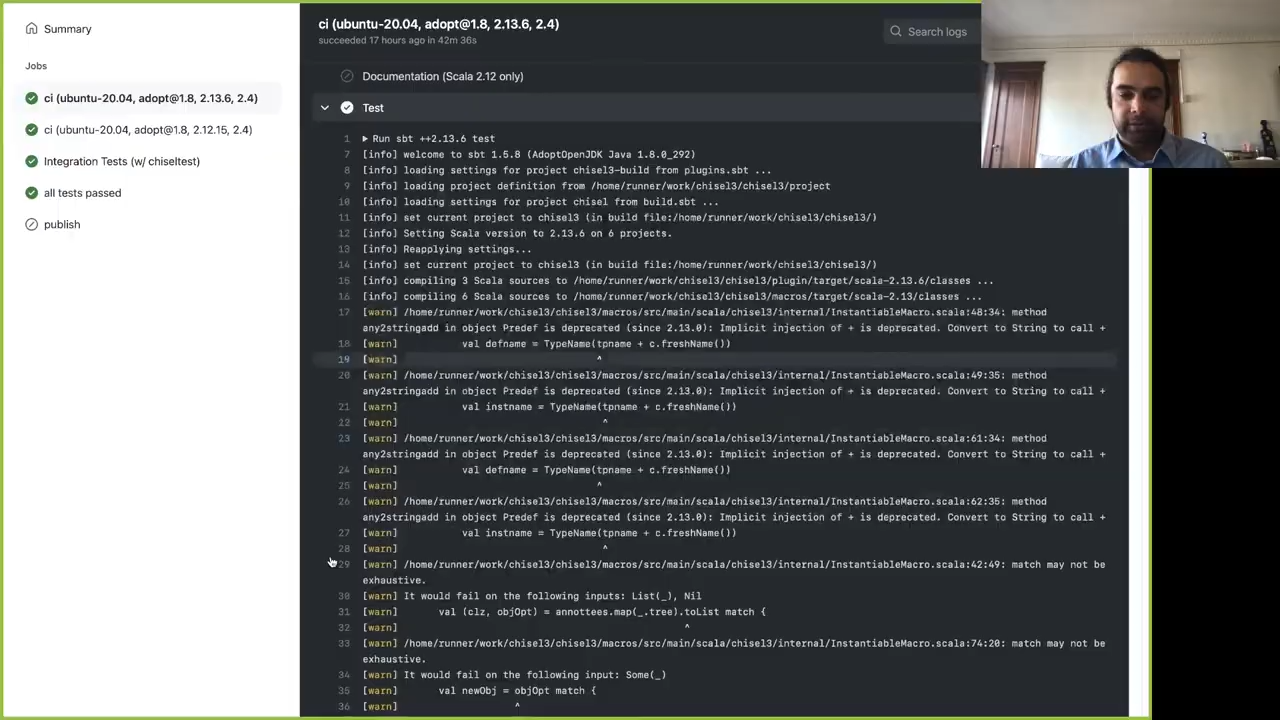 Summary
Jobs
ci (ubuntu-20.04, adopt@1.8, 2.13.6, 2.4)
ci (ubuntu-20.04, adopt@1.8, 2.12.15, 2.4)
Integration Tests (w/ chiseltest)
all tests passed
publish
ci (ubuntu-20.04, adopt@1.8, 2.13.6, 2.4)
succeeded 17 hours ago in 42m 36s
Search logs
Documentation (Scala 2.12 only)
Test
1 Run sbt ++2.13.6 test
7 [info] welcome to sbt 1.5.8 (AdoptOpenJDK Java 1.8.0_292)
8 [info] loading settings for project chisel3-build from plugins.sbt ...
9 [info] loading project definition from /home/runner/work/chisel3/chisel3/project
10 [info] loading settings for project chisel from build.sbt ...
11 [info] set current project to chisel3 (in build file:/home/runner/work/chisel3/chisel3/)
12 [info] Setting Scala version to 2.13.6 on 6 projects.
13 [info] Reapplying settings...
14 [info] set current project to chisel3 (in build file:/home/runner/work/chisel3/chisel3/)
15 [info] compiling 3 Scala sources to /home/runner/work/chisel3/chisel3/plugin/target/scala-2.13.6/classes ...
16 [info] compiling 6 Scala sources to /home/runner/work/chisel3/chisel3/macros/target/scala-2.13/classes ...
17 [warn] /home/runner/work/chisel3/chisel3/macros/src/main/scala/chisel3/internal/InstantiableMacro.scala:48:34: method
any2stringadd in object Predef is deprecated (since 2.13.0): Implicit injection of + is deprecated. Convert to String to call +
18 [warn] val defname = TypeName(tpname + c.freshName())
19 [warn] ^
20 [warn] /home/runner/work/chisel3/chisel3/macros/src/main/scala/chisel3/internal/InstantiableMacro.scala:49:35: method
any2stringadd in object Predef is deprecated (since 2.13.0): Implicit injection of + is deprecated. Convert to String to call +
21 [warn] val instname = TypeName(tpname + c.freshName())
22 [warn] ^
23 [warn] /home/runner/work/chisel3/chisel3/macros/src/main/scala/chisel3/internal/InstantiableMacro.scala:61:34: method
any2stringadd in object Predef is deprecated (since 2.13.0): Implicit injection of + is deprecated. Convert to String to call +
24 [warn] val defname = TypeName(tpname + c.freshName())
25 [warn] ^
26 [warn] /home/runner/work/chisel3/chisel3/macros/src/main/scala/chisel3/internal/InstantiableMacro.scala:62:35: method
any2stringadd in object Predef is deprecated (since 2.13.0): Implicit injection of + is deprecated. Convert to String to call +
27 [warn] val instname = TypeName(tpname + c.freshName())
28 [warn] ^
29 [warn] /home/runner/work/chisel3/chisel3/macros/src/main/scala/chisel3/internal/InstantiableMacro.scala:42:49: match may not be
exhaustive.
30 [warn] It would fail on the following inputs: List(_), Nil
31 [warn] val (clz, objOpt) = annottees.map(_.tree).toList match {
32 [warn] ^
33 [warn] /home/runner/work/chisel3/chisel3/macros/src/main/scala/chisel3/internal/InstantiableMacro.scala:74:20: match may not be
exhaustive.
34 [warn] It would fail on the following input: Some(_)
35 [warn] val newObj = objOpt match {
36 [warn] ^